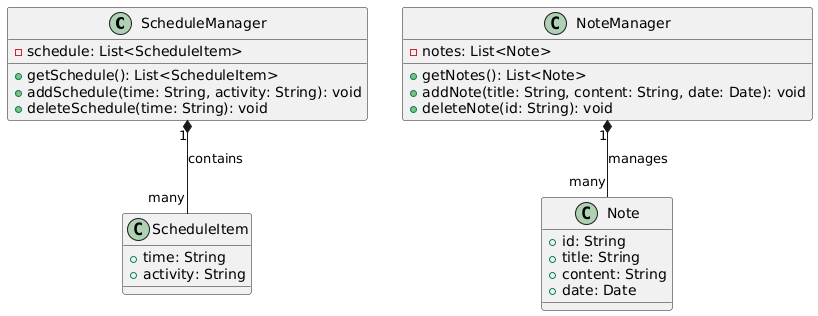 C ScheduleManager
schedule: List<ScheduleItem>
getSchedule(): List<ScheduleItem>
addSchedule(time: String, activity: String): void
deleteSchedule(time: String): void
C NoteManager
notes: List<Note>
getNotes(): List<Note>
addNote(title: String, content: String, date: Date): void
deleteNote(id: String): void
1
contains
many
1
manages
many
C ScheduleItem
time: String
activity: String
C Note
id: String
title: String
content: String
date: Date